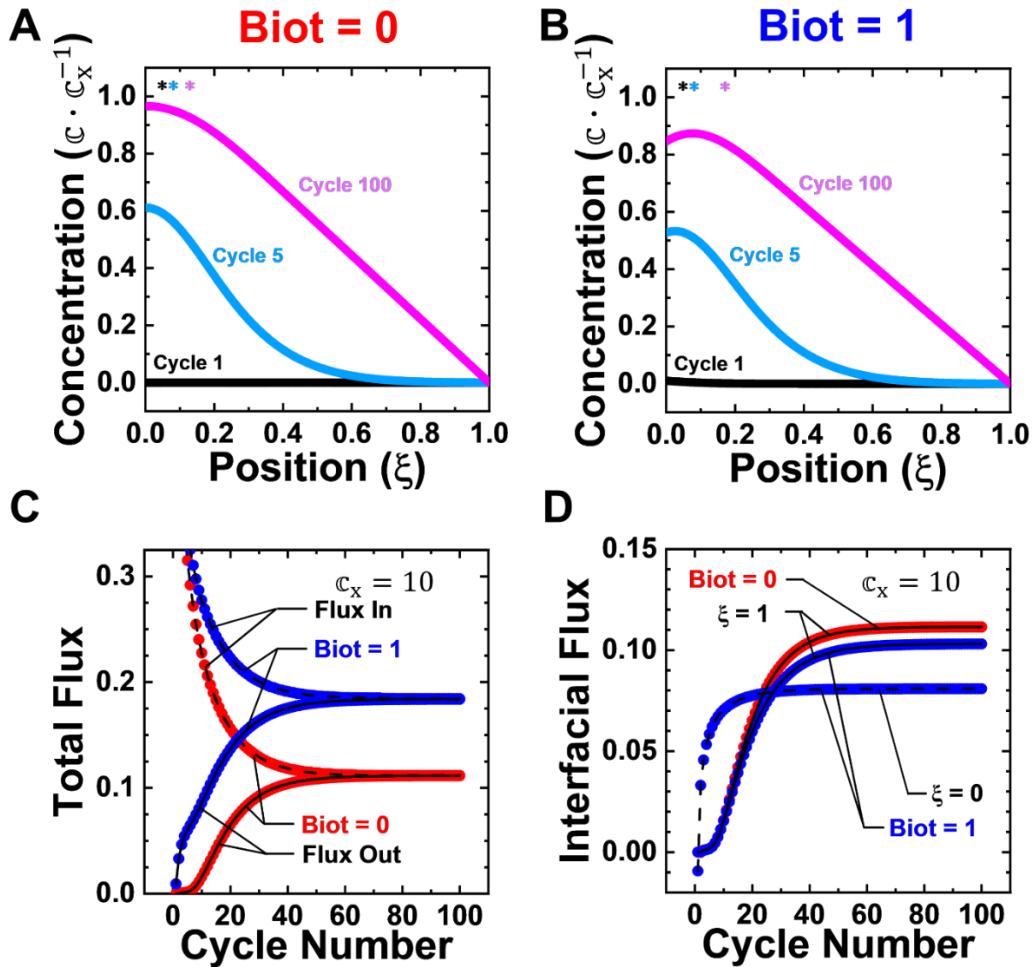 A
Biot = 0
Concentration (ℂ · ℂₓ⁻¹)
* * *
1.0
0.8
0.6
0.4
0.2
0.0
Cycle 100
Cycle 5
Cycle 1
0.0 0.2 0.4 0.6 0.8 1.0
Position (ξ)
B
Biot = 1
Concentration (ℂ · ℂₓ⁻¹)
* * *
1.0
0.8
0.6
0.4
0.2
0.0
Cycle 100
Cycle 5
Cycle 1
0.0 0.2 0.4 0.6 0.8 1.0
Position (ξ)
C
Total Flux
0.3
0.2
0.1
0.0
ℂₓ = 10
Flux In
Biot = 1
Biot = 0
Flux Out
0 20 40 60 80 100
Cycle Number
D
Interfacial Flux
0.15
0.10
0.05
0.00
Biot = 0
ℂₓ = 10
ξ = 1
ξ = 0
Biot = 1
0 20 40 60 80 100
Cycle Number